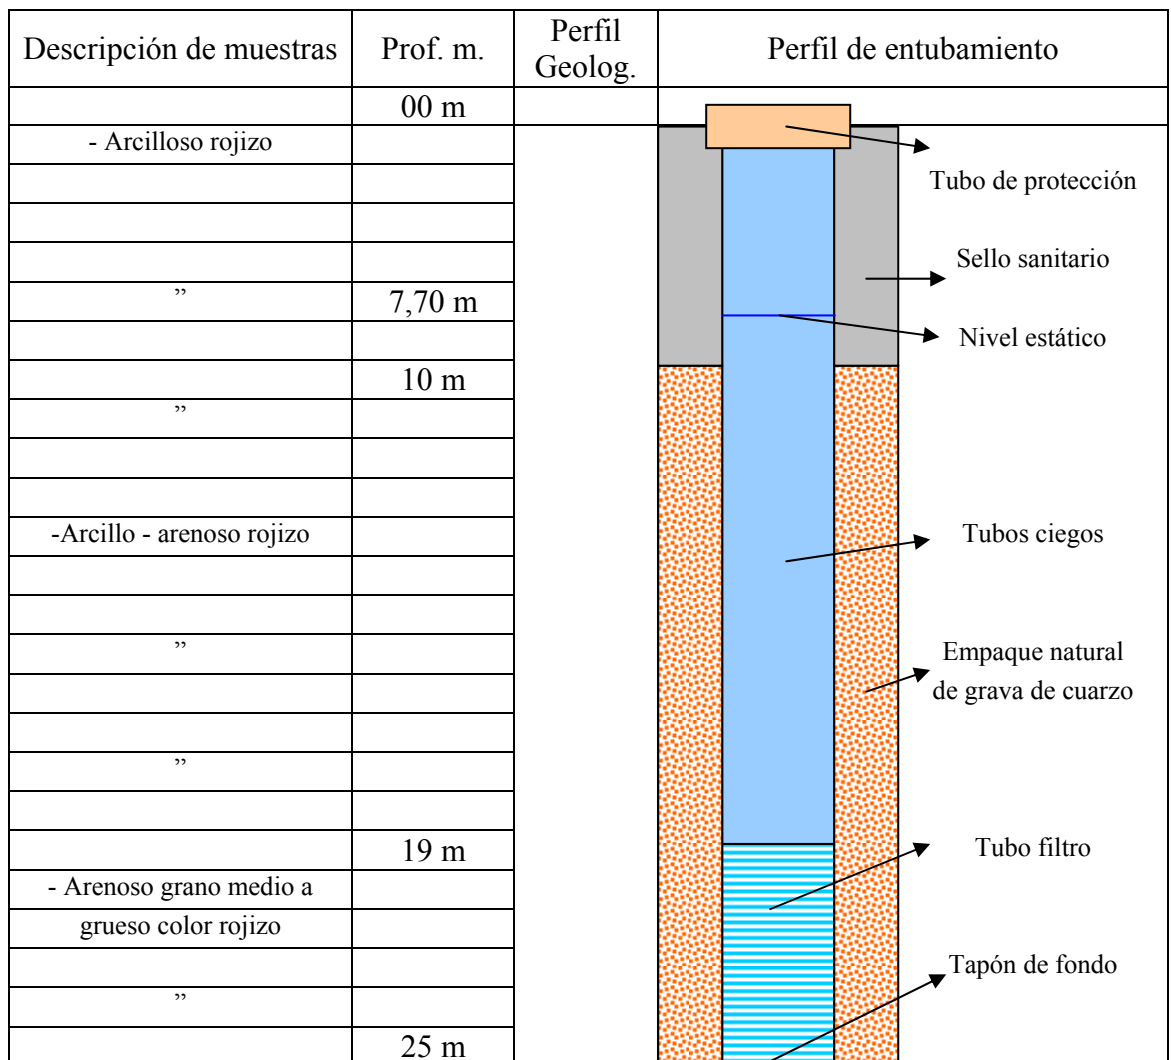 Descripción de muestras
Prof. m.
Perfil
Geolog.
Perfil de entubamiento
00 m
- Arcilloso rojizo
Tubo de protección
Sello sanitario
” 7,70 m
Nivel estático
10 m
”
-Arcillo - arenoso rojizo
Tubos ciegos
”
Empaque natural
de grava de cuarzo
”
19 m
Tubo filtro
- Arenoso grano medio a
grueso color rojizo
Tapón de fondo
”
25 m